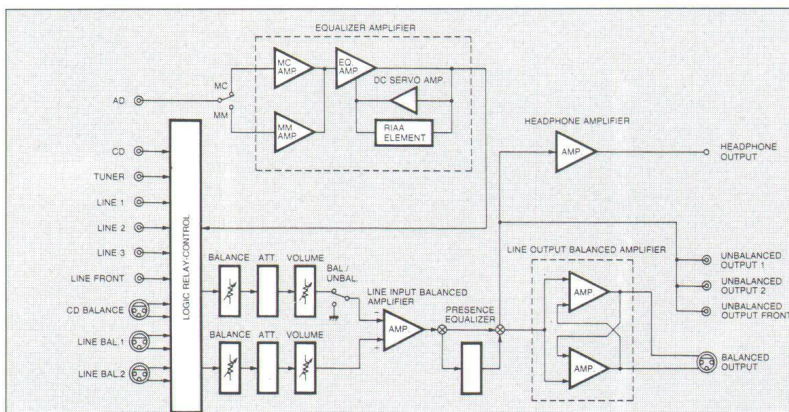 EQUALIZER AMPLIFIER
MC
AMP
EQ.
AMP
DC SERVO AMP.
MC
AD
MM
MM
AMP
RIAA
ELEMENT
HEADPHONE AMPLIFIER
AMP
HEADPHONE
OUTPUT
CD
TUNER
LINE 1
LINE 2
LINE 3
LINE FRONT
CD BALANCE
LINE BAL.1
LINE BAL.2
LOGIC RELAY-CONTROL
BALANCE
ATT.
VOLUME
BAL /
UNBAL.
LINE INPUT BALANCED
AMPLIFIER
−
AMP
+
PRESENCE
EQUALIZER
BALANCE
ATT.
VOLUME
LINE OUTPUT BALANCED AMPLIFIER
AMP
AMP
UNBALANCED
OUTPUT 1
UNBALANCED
OUTPUT 2
UNBALANCED
OUTPUT FRONT
BALANCED
OUTPUT